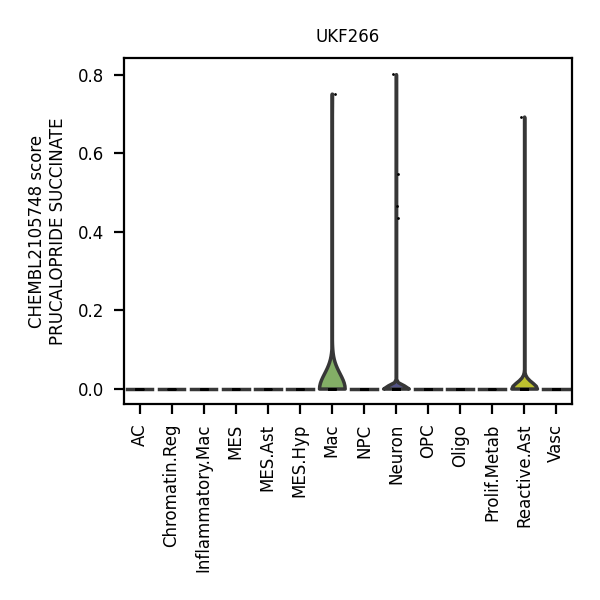 UKF266
CHEMBL2105748 score
PRUCALOPRIDE SUCCINATE
0.8
0.6
0.4
0.2
0.0
AC
Chromatin.Reg
Inflammatory.Mac
MES
MES.Ast
MES.Hyp
Mac
NPC
Neuron
OPC
Oligo
Prolif.Metab
Reactive.Ast
Vasc